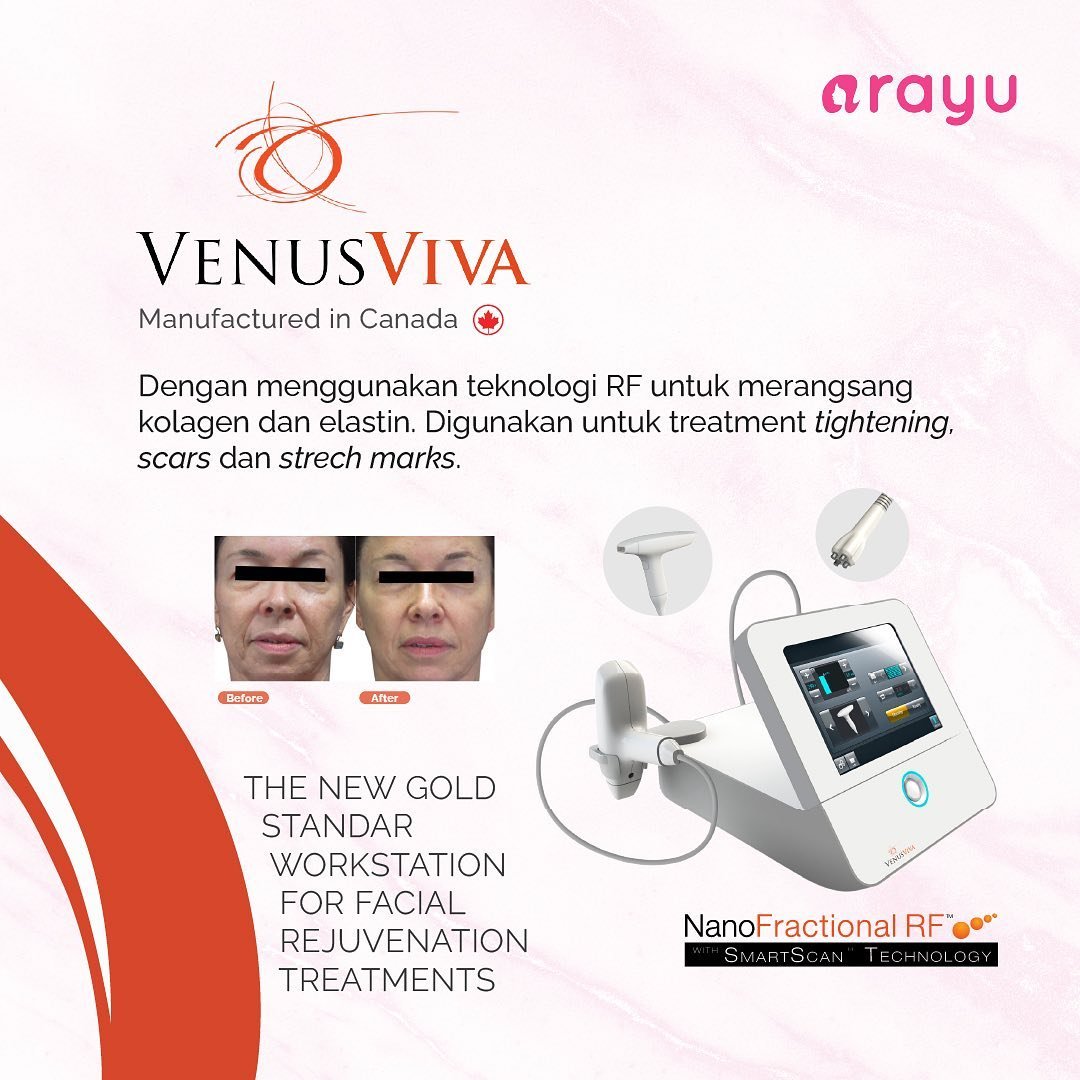 arayu
VENUSVIVA
Manufactured in Canada
Dengan menggunakan teknologi RF untuk merangsang
kolagen dan elastin. Digunakan untuk treatment tightening,
scars dan strech marks.
Before
After
THE NEW GOLD
STANDAR
WORKSTATION
FOR FACIAL
REJUVENATION
TREATMENTS
VENUSVIVA
NanoFractional RF™
WITH SMARTSCAN™ TECHNOLOGY